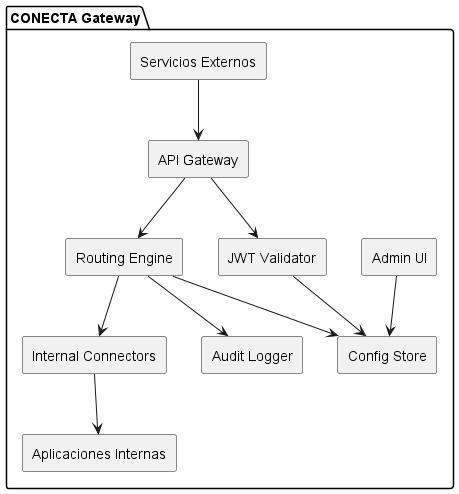 CONECTA Gateway
Servicios Externos
API Gateway
Routing Engine
JWT Validator
Admin UI
Internal Connectors
Audit Logger
Config Store
Aplicaciones Internas